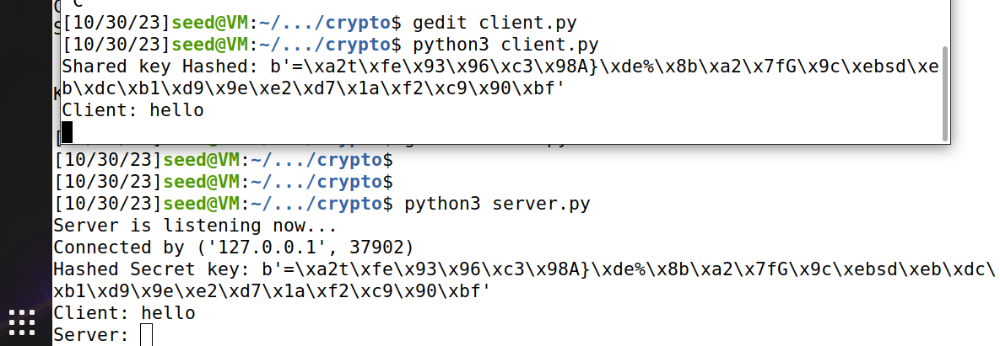 [10/30/23]seed@VM:~/.../crypto$ gedit client.py
[10/30/23]seed@VM:~/.../crypto$ python3 client.py
Shared key Hashed: b'=\xa2t\xfe\x93\x96\xc3\x98A}\xde%\x8b\xa2\x7fG\x9c\xebsd\xe
b\xdc\xb1\xd9\x9e\xe2\xd7\x1a\xf2\xc9\x90\xbf'
Client: hello
[10/30/23]seed@VM:~/.../crypto$
[10/30/23]seed@VM:~/.../crypto$
[10/30/23]seed@VM:~/.../crypto$ python3 server.py
Server is listening now...
Connected by ('127.0.0.1', 37902)
Hashed Secret key: b'=\xa2t\xfe\x93\x96\xc3\x98A}\xde%\x8b\xa2\x7fG\x9c\xebsd\xeb\xdc\
xb1\xd9\x9e\xe2\xd7\x1a\xf2\xc9\x90\xbf'
Client: hello
Server: